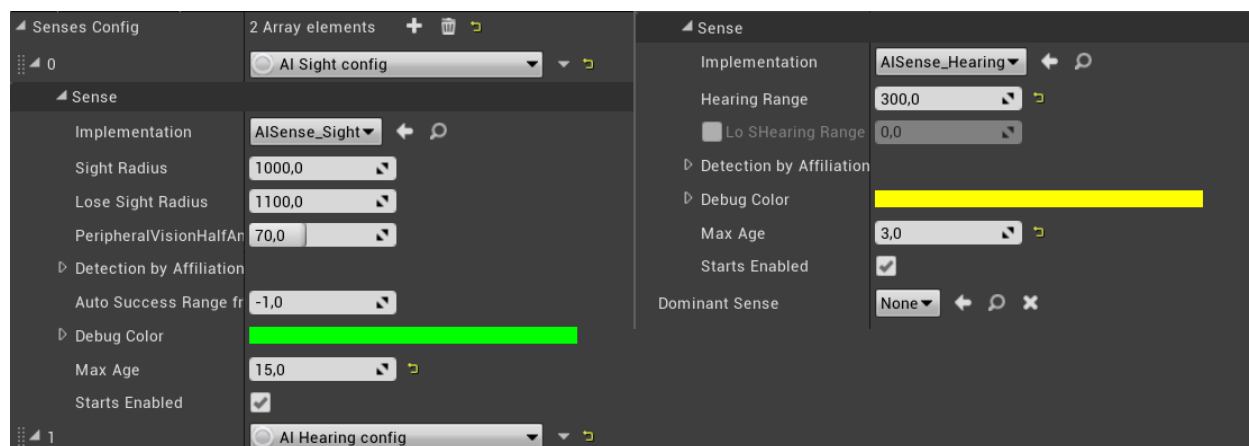 Senses Config 2 Array elements
0 AI Sight config
Sense
Implementation AISense_Sight
Sight Radius 1000,0
Lose Sight Radius 1100,0
PeripheralVisionHalfAn 70,0
Detection by Affiliation
Auto Success Range fr -1,0
Debug Color
Max Age 15,0
Starts Enabled
1 AI Hearing config
Sense
Implementation AISense_Hearing
Hearing Range 300,0
Lo SHearing Range 0,0
Detection by Affiliation
Debug Color
Max Age 3,0
Starts Enabled
Dominant Sense None